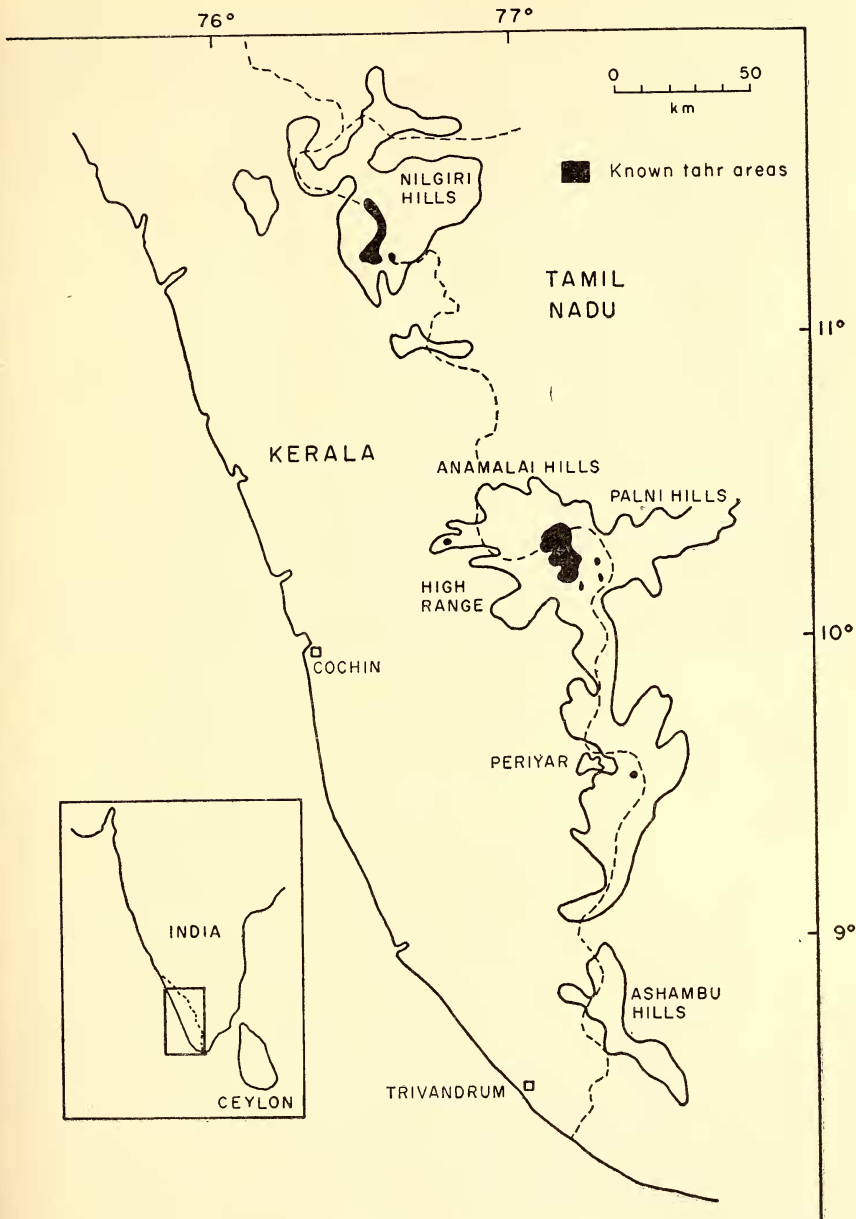 76°
77°
0 50
km
Known tahr areas
NILGIRI
HILLS
TAMIL
NADU
11°
KERALA
ANAMALAI HILLS
PALNI HILLS
HIGH
RANGE
10°
COCHIN
PERIYAR
INDIA
9°
ASHAMBU
HILLS
TRIVANDRUM
CEYLON